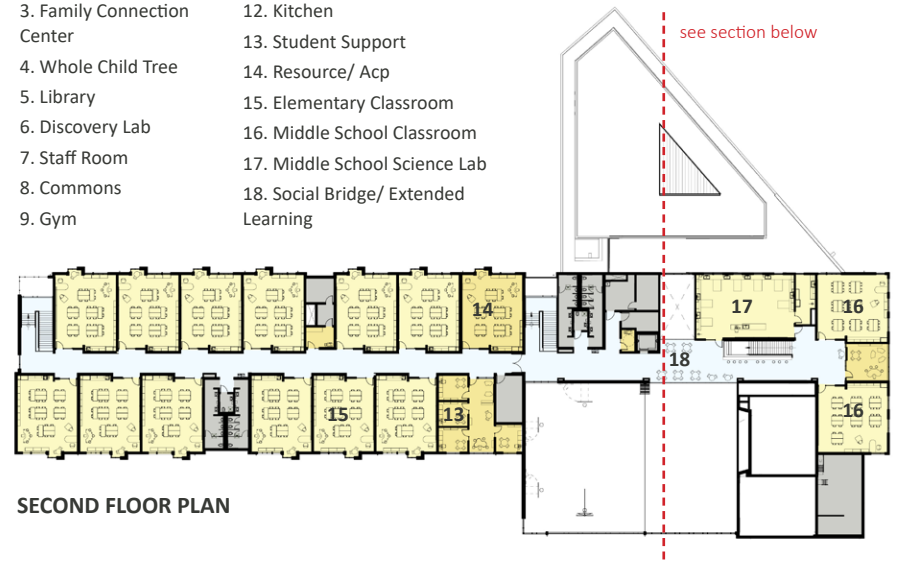 3. Family Connection
Center
4. Whole Child Tree
5. Library
6. Discovery Lab
7. Staff Room
8. Commons
9. Gym
12. Kitchen
13. Student Support
14. Resource/ Acp
15. Elementary Classroom
16. Middle School Classroom
17. Middle School Science Lab
18. Social Bridge/ Extended
Learning
see section below
14
17
16
18
15
13
16
SECOND FLOOR PLAN